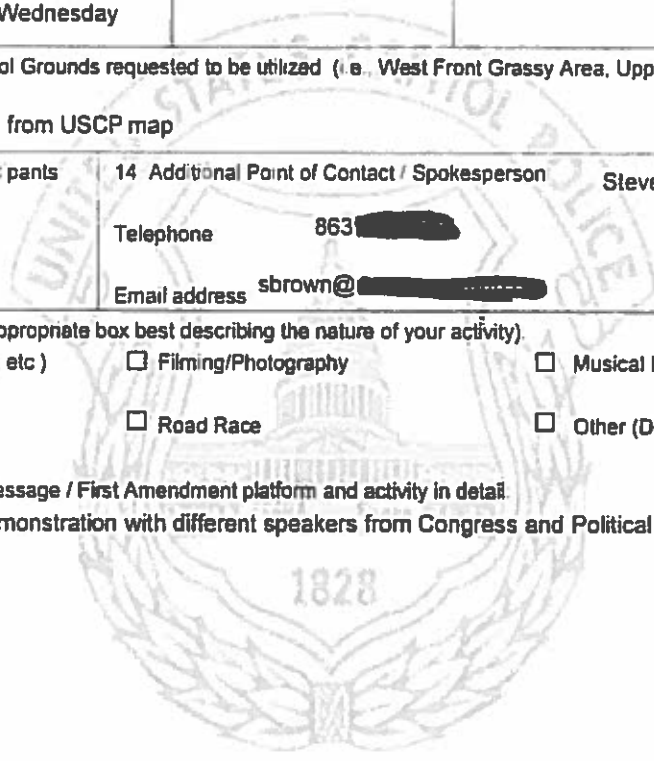 Wednesday
ol Grounds requested to be utilized (i.e., West Front Grassy Area, Upp
from USCP map
pants
14 Additional Point of Contact / Spokesperson
Steve
Telephone
863
Email address
sbrown@
ppropriate box best describing the nature of your activity).
etc )
☐ Filming/Photography
☐ Musical
☐ Road Race
☐ Other (D
essage / First Amendment platform and activity in detail.
monstration with different speakers from Congress and Political
UNITED STATES CAPITOL POLICE
1828